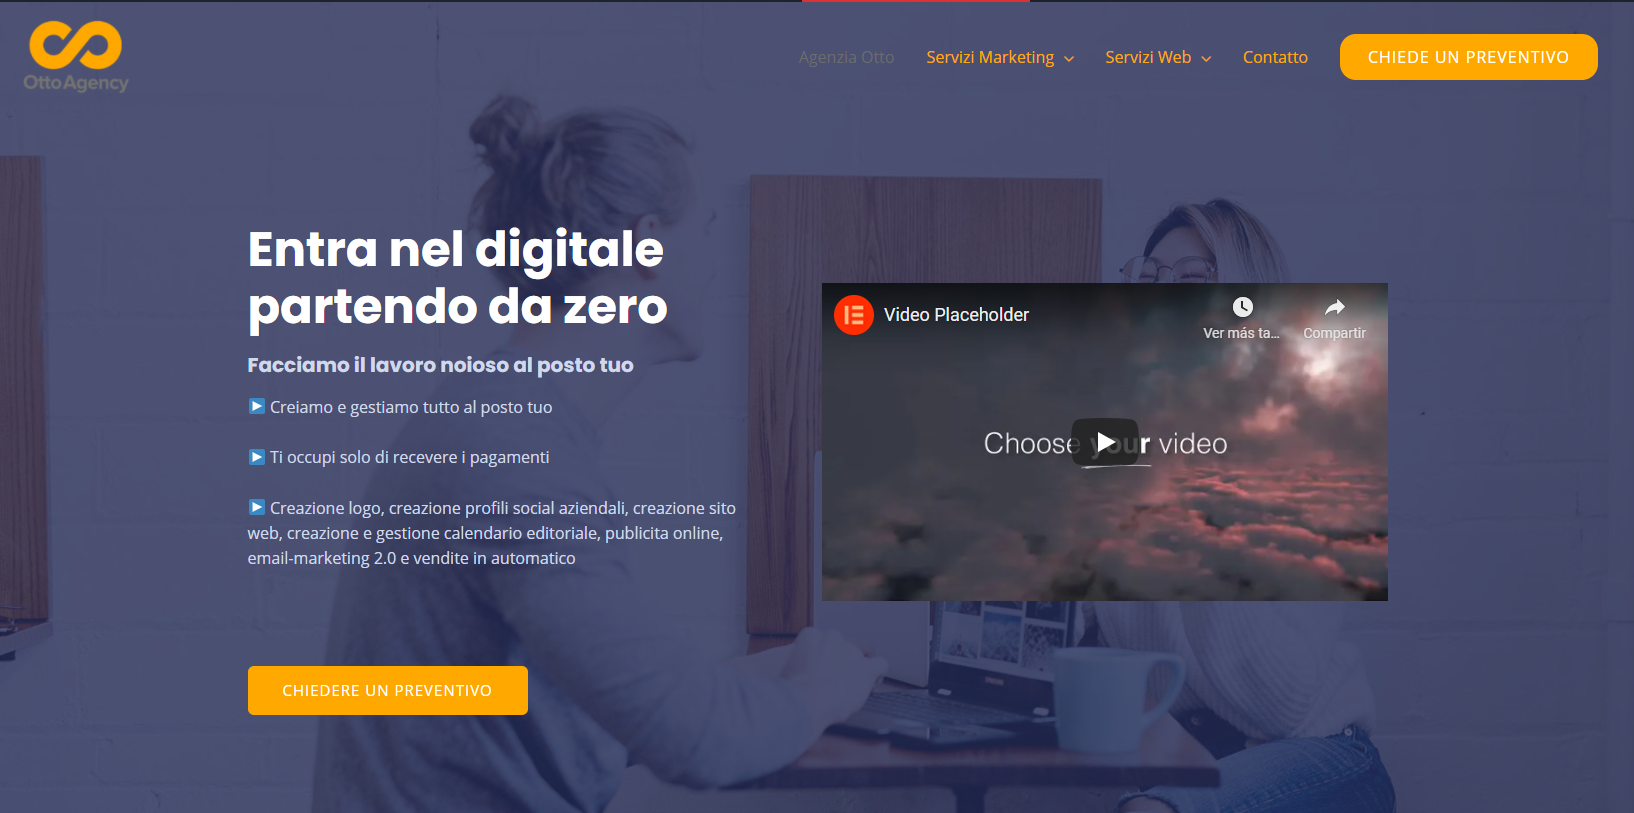 Otto Agency
Agenzia Otto Servizi Marketing Servizi Web Contatto CHIEDE UN PREVENTIVO
Entra nel digitale
partendo da zero
Facciamo il lavoro noioso al posto tuo
Creiamo e gestiamo tutto al posto tuo
Ti occupi solo di recevere i pagamenti
Creazione logo, creazione profili social aziendali, creazione sito
web, creazione e gestione calendario editoriale, publicita online,
email-marketing 2.0 e vendite in automatico
CHIEDERE UN PREVENTIVO
Video Placeholder
Ver más ta... Compartir
Choose your video